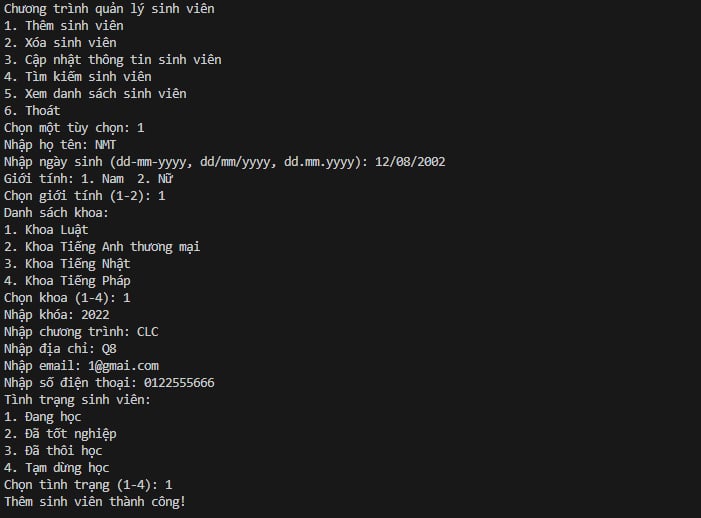 Chương trình quản lý sinh viên
1. Thêm sinh viên
2. Xóa sinh viên
3. Cập nhật thông tin sinh viên
4. Tìm kiếm sinh viên
5. Xem danh sách sinh viên
6. Thoát
Chọn một tùy chọn: 1
Nhập họ tên: NMT
Nhập ngày sinh (dd-mm-yyyy, dd/mm/yyyy, dd.mm.yyyy): 12/08/2002
Giới tính: 1. Nam  2. Nữ
Chọn giới tính (1-2): 1
Danh sách khoa:
1. Khoa Luật
2. Khoa Tiếng Anh thương mại
3. Khoa Tiếng Nhật
4. Khoa Tiếng Pháp
Chọn khoa (1-4): 1
Nhập khóa: 2022
Nhập chương trình: CLC
Nhập địa chỉ: Q8
Nhập email: 1@gmai.com
Nhập số điện thoại: 0122555666
Tình trạng sinh viên:
1. Đang học
2. Đã tốt nghiệp
3. Đã thôi học
4. Tạm dừng học
Chọn tình trạng (1-4): 1
Thêm sinh viên thành công!